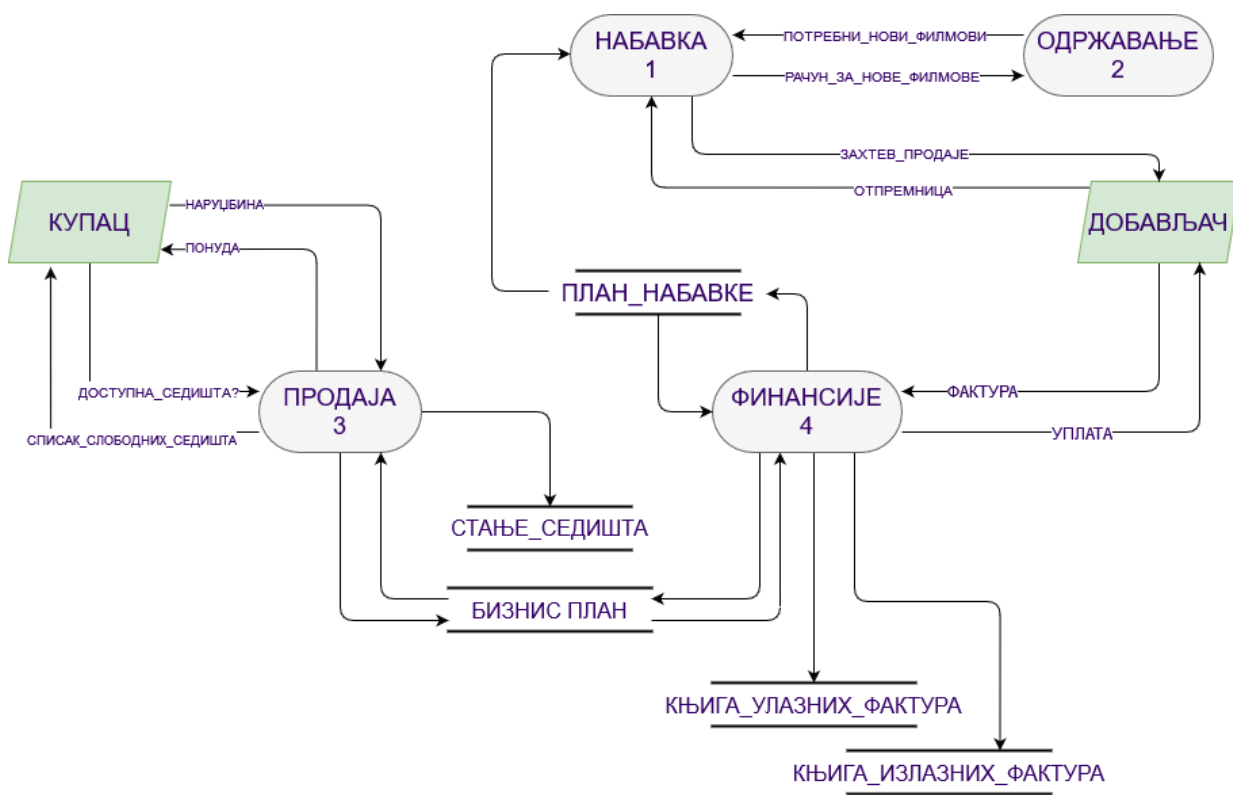 НАБАВКА
1
ПОТРЕБНИ_НОВИ_ФИЛМОВИ
РАЧУН_ЗА_НОВЕ_ФИЛМОВЕ
ОДРЖАВАЊЕ
2
ЗАХТЕВ_ПРОДАЈЕ
ОТПРЕМНИЦА
КУПАЦ
НАРУЏБИНА
ПОНУДА
ДОБАВЉАЧ
ПЛАН_НАБАВКЕ
ДОСТУПНА_СЕДИШТА?
СПИСАК_СЛОБОДНИХ_СЕДИШТА
ПРОДАЈА
3
ФИНАНСИЈЕ
4
ФАКТУРА
УПЛАТА
СТАЊЕ_СЕДИШТА
БИЗНИС ПЛАН
КЊИГА_УЛАЗНИХ_ФАКТУРА
КЊИГА_ИЗЛАЗНИХ_ФАКТУРА